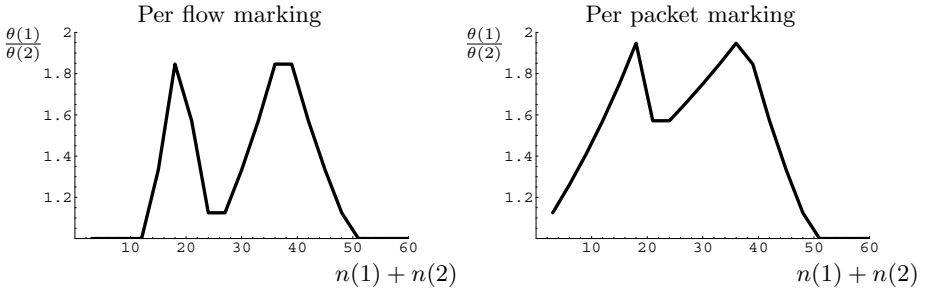 Per flow marking
θ(1)
θ(2)
2
1.8
1.6
1.4
1.2
10 20 30 40 50 60
n(1) + n(2)
Per packet marking
θ(1)
θ(2)
2
1.8
1.6
1.4
1.2
10 20 30 40 50 60
n(1) + n(2)